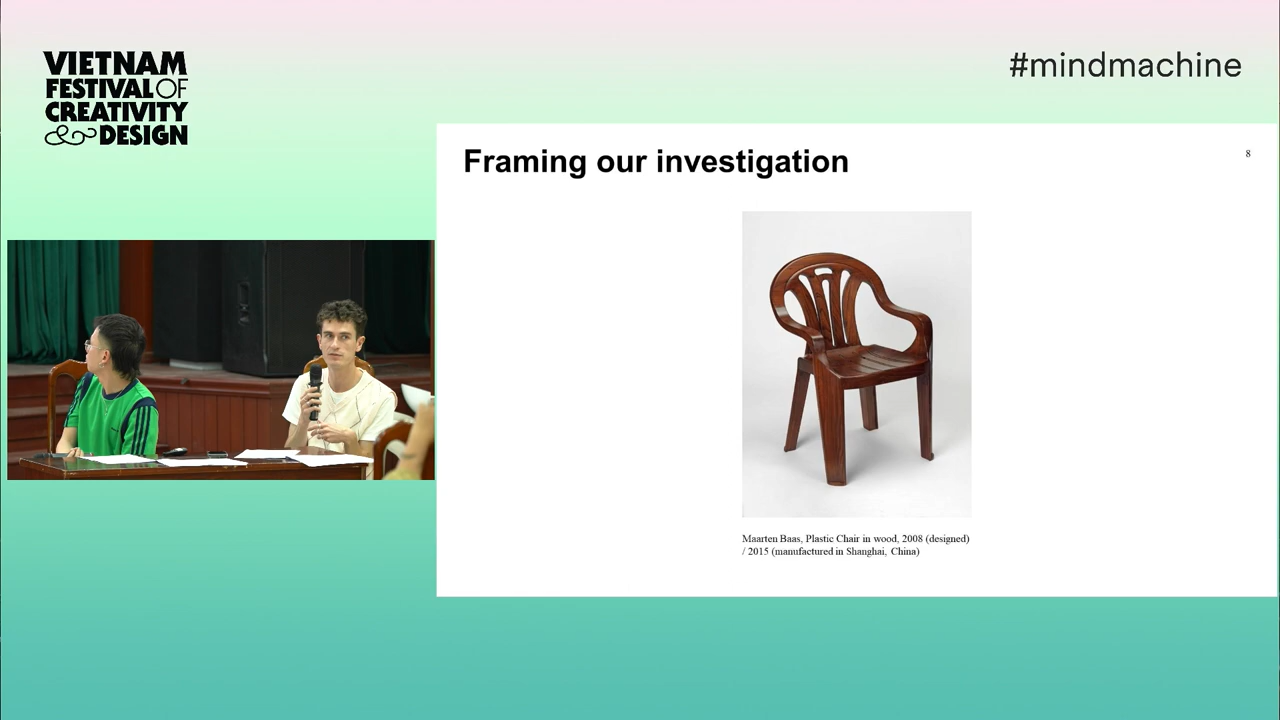 VIETNAM
FESTIVAL OF
CREATIVITY
& DESIGN
#mindmachine
Framing our investigation
8
Maarten Baas, Plastic Chair in wood, 2008 (designed)
/ 2015 (manufactured in Shanghai, China)